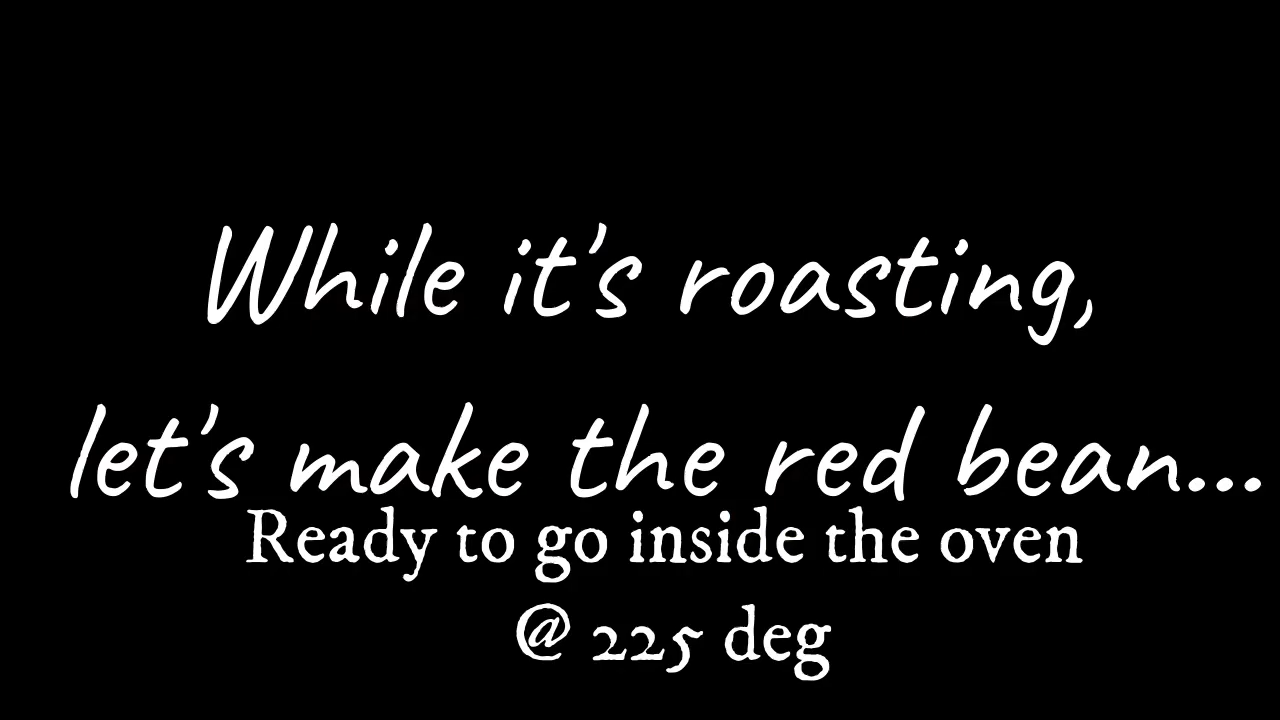 While it's roasting,
let's make the red bean...
Ready to go inside the oven
@ 225 deg